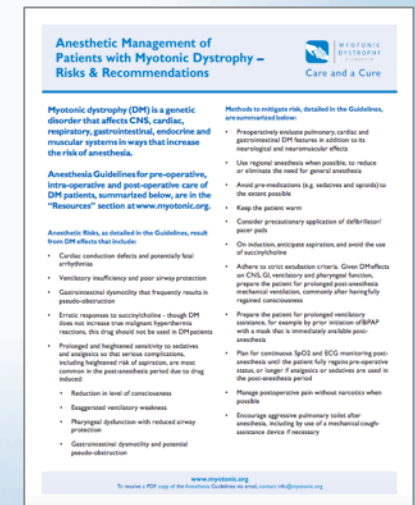 Anesthetic Management of
Patients with Myotonic Dystrophy –
Risks & Recommendations
MYOTONIC
DYSTROPHY
Care and a Cure
Myotonic dystrophy (DM) is a genetic
disorder that affects CNS, cardiac,
respiratory, gastrointestinal, endocrine and
muscular systems in ways that increase
the risk of anesthesia.
Anesthesia Guidelines for pre-operative,
intra-operative and post-operative care of
DM patients, summarized below, are in the
"Resources" section at www.myotonic.org.
Anesthetic Risks, as detailed in the Guidelines, result
from DM effects that include:
• Cardiac conduction defects and potentially fatal
arrhythmias
• Ventilatory insufficiency and poor airway protection
• Gastrointestinal dysmotility that frequently results in
pseudo-obstruction
• Erratic responses to succinylcholine - though DM
does not increase true malignant hyperthermia
reactions, this drug should not be used in DM patients
• Prolonged and heightened sensitivity to sedatives
and analgesics so that serious complications,
including heightened risk of aspiration, are most
common in the post-anesthesia period due to drug
induced:
• Reduction in level of consciousness
• Exaggerated ventilatory weakness
• Pharyngeal dysfunction with reduced airway
protection
• Gastrointestinal dysmotility and potential
pseudo-obstruction
Methods to mitigate risk, detailed in the Guidelines,
are summarized below:
• Preoperatively evaluate pulmonary, cardiac and
gastrointestinal DM features in addition to its
neurological and neuromuscular effects
• Use regional anesthesia when possible, to reduce
or eliminate the need for general anesthesia
• Avoid pre-medications (e.g. sedatives and opioids) to
the extent possible
• Keep the patient warm
• Consider precautionary application of defibrillator/
pacer pads
• On induction, anticipate aspiration, and avoid the use
of succinylcholine
• Adhere to strict extubation criteria. Given DM effects
on CNS, GI, ventilatory and pharyngeal function,
prepare the patient for prolonged post-anesthesia
mechanical ventilation, commonly after having fully
regained consciousness
• Prepare the patient for prolonged ventilatory
assistance, for example by prior initiation of BiPAP
with a mask that is immediately available post-
anesthesia
• Plan for continuous SpO2 and ECG monitoring post-
anesthesia until the patient fully regains pre-operative
status, or longer if analgesics or sedatives are used in
the post-anesthesia period
• Manage postoperative pain without narcotics when
possible
• Encourage aggressive pulmonary toilet after
anesthesia, including by use of a mechanical cough-
assistance device if necessary
www.myotonic.org
To receive a PDF copy of the Anesthesia Guidelines via email, contact info@myotonic.org